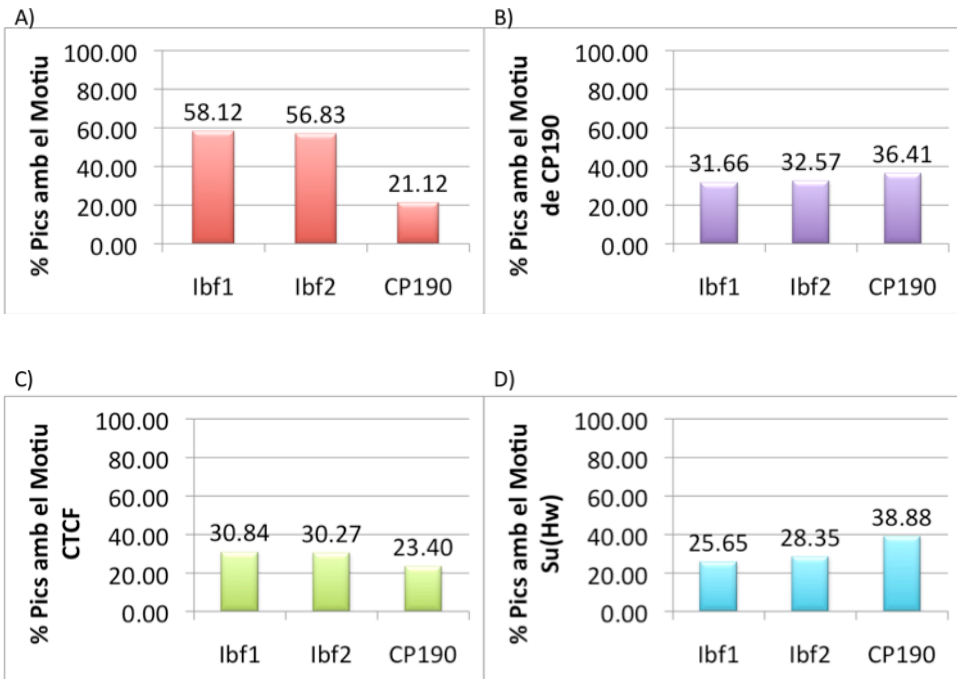 A)
% Pics amb el Motiu
100.00
80.00
60.00
40.00
20.00
0.00
58.12
56.83
21.12
Ibf1
Ibf2
CP190
B)
% Pics amb el Motiu
de CP190
100.00
80.00
60.00
40.00
20.00
0.00
31.66
32.57
36.41
Ibf1
Ibf2
CP190
C)
% Pics amb el Motiu
CTCF
100.00
80.00
60.00
40.00
20.00
0.00
30.84
30.27
23.40
Ibf1
Ibf2
CP190
D)
% Pics amb el Motiu
Su(Hw)
100.00
80.00
60.00
40.00
20.00
0.00
25.65
28.35
38.88
Ibf1
Ibf2
CP190